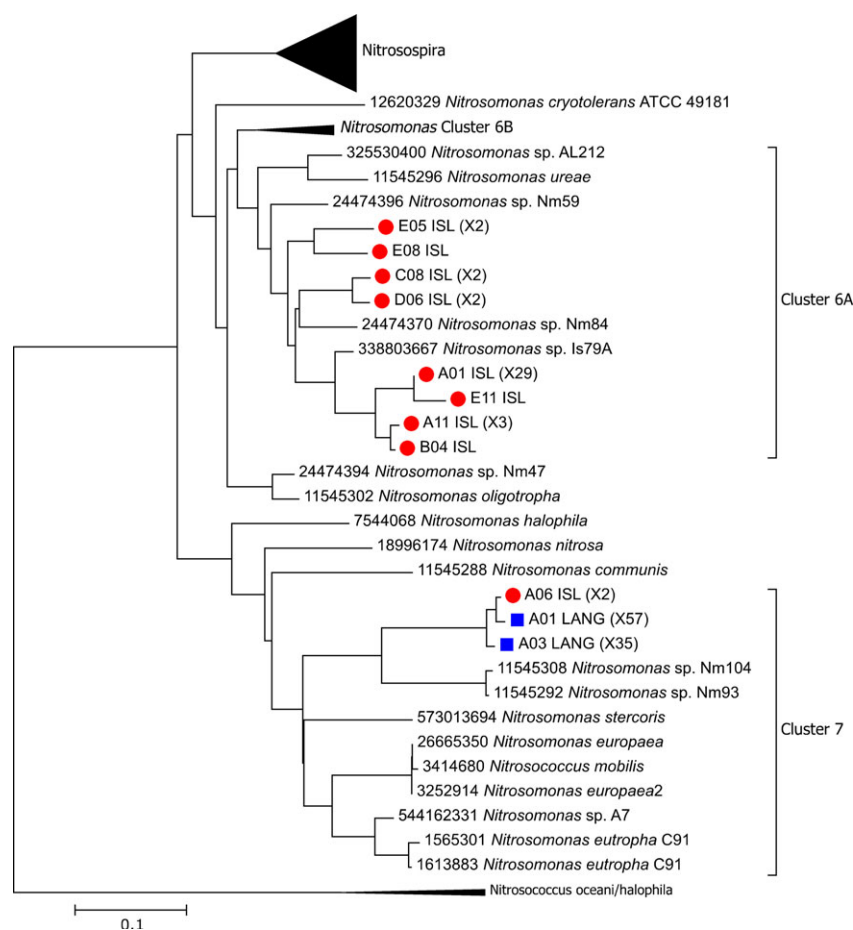 Nitrosospira
12620329 Nitrosomonas cryotolerans ATCC 49181
Nitrosomonas Cluster 6B
325530400 Nitrosomonas sp. AL212
11545296 Nitrosomonas ureae
24474396 Nitrosomonas sp. Nm59
E05 ISL (X2)
E08 ISL
C08 ISL (X2)
D06 ISL (X2)
Cluster 6A
24474370 Nitrosomonas sp. Nm84
338803667 Nitrosomonas sp. Is79A
A01 ISL (X29)
E11 ISL
A11 ISL (X3)
B04 ISL
24474394 Nitrosomonas sp. Nm47
11545302 Nitrosomonas oligotropha
7544068 Nitrosomonas halophila
18996174 Nitrosomonas nitrosa
11545288 Nitrosomonas communis
A06 ISL (X2)
A01 LANG (X57)
A03 LANG (X35)
11545308 Nitrosomonas sp. Nm104
11545292 Nitrosomonas sp. Nm93
573013694 Nitrosomonas stercoris
Cluster 7
26665350 Nitrosomonas europaea
3414680 Nitrosococcus mobilis
3252914 Nitrosomonas europaea2
544162331 Nitrosomonas sp. A7
1565301 Nitrosomonas eutropha C91
1613883 Nitrosomonas eutropha C91
Nitrosococcus oceani/halophila
0.1